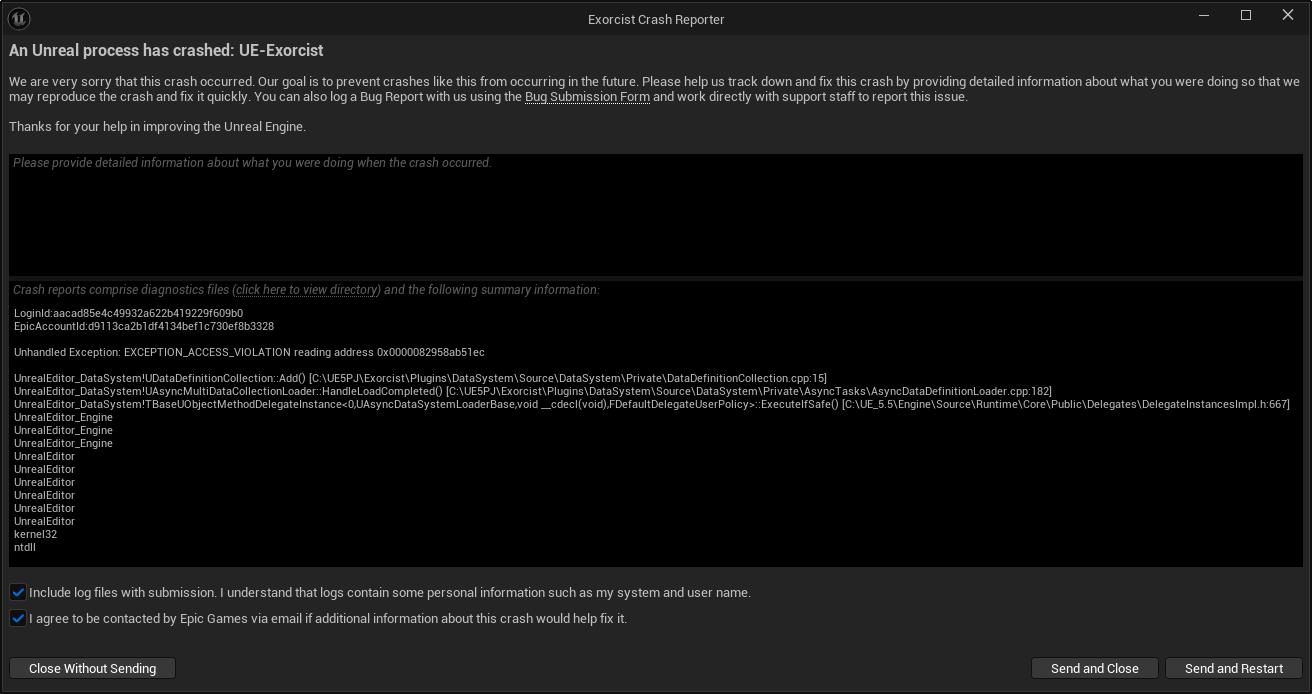 Exorcist Crash Reporter
An Unreal process has crashed: UE-Exorcist
We are very sorry that this crash occurred. Our goal is to prevent crashes like this from occurring in the future. Please help us track down and fix this crash by providing detailed information about what you were doing so that we
may reproduce the crash and fix it quickly. You can also log a Bug Report with us using the Bug Submission Form and work directly with support staff to report this issue.
Thanks for your help in improving the Unreal Engine.
Please provide detailed information about what you were doing when the crash occurred.
Crash reports comprise diagnostics files (click here to view directory) and the following summary information:
LoginId:aacad85e4c49932a622b419229f609b0
EpicAccountId:d9113ca2b1df4134bef1c730ef8b3328
Unhandled Exception: EXCEPTION_ACCESS_VIOLATION reading address 0x0000082958ab51ec
UnrealEditor_DataSystem!UDataDefinitionCollection::Add() [C:\UE5PJ\Exorcist\Plugins\DataSystem\Source\DataSystem\Private\DataDefinitionCollection.cpp:15]
UnrealEditor_DataSystem!UAsyncMultiDataCollectionLoader::HandleLoadCompleted() [C:\UE5PJ\Exorcist\Plugins\DataSystem\Source\DataSystem\Private\AsyncTasks\AsyncDataDefinitionLoader.cpp:182]
UnrealEditor_DataSystem!TBaseUObjectMethodDelegateInstance<0,UAsyncDataSystemLoaderBase,void __cdecl(void),FDefaultDelegateUserPolicy>::ExecuteIfSafe() [C:\UE_5.5\Engine\Source\Runtime\Core\Public\Delegates\DelegateInstancesImpl.h:667]
UnrealEditor_Engine
UnrealEditor_Engine
UnrealEditor_Engine
UnrealEditor
UnrealEditor
UnrealEditor
UnrealEditor
UnrealEditor
UnrealEditor
kernel32
ntdll
Include log files with submission. I understand that logs contain some personal information such as my system and user name.
I agree to be contacted by Epic Games via email if additional information about this crash would help fix it.
Close Without Sending
Send and Close
Send and Restart